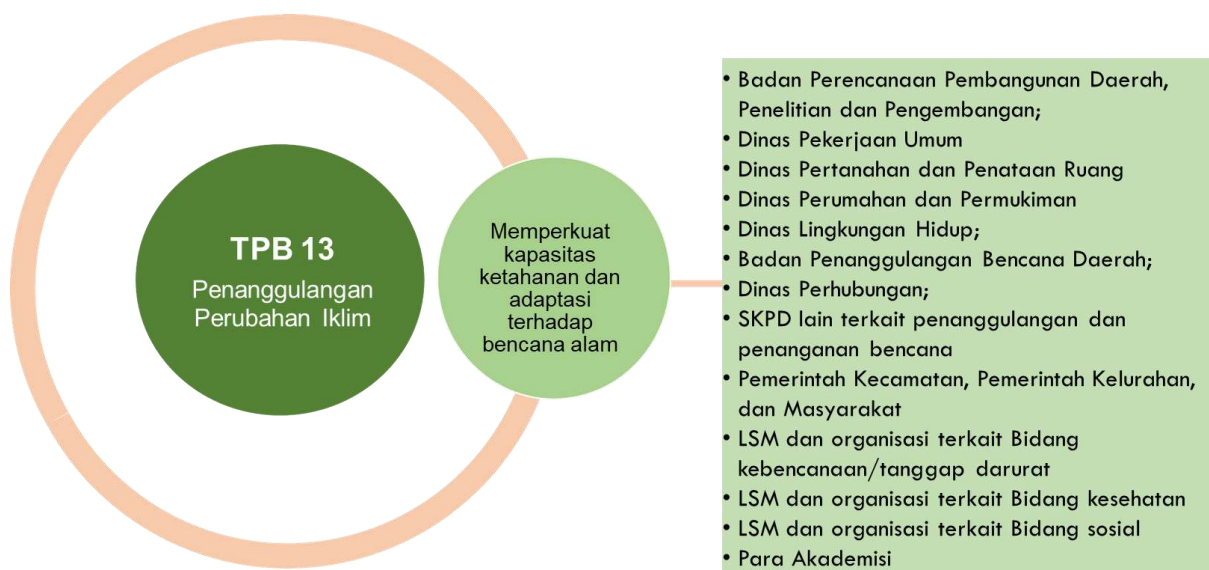 TPB 13
Penanggulangan
Perubahan Iklim
Memperkuat
kapasitas
ketahanan dan
adaptasi
terhadap
bencana alam
• Badan Perencanaan Pembangunan Daerah,
Penelitian dan Pengembangan;
• Dinas Pekerjaan Umum
• Dinas Pertanahan dan Penataan Ruang
• Dinas Perumahan dan Permukiman
• Dinas Lingkungan Hidup;
• Badan Penanggulangan Bencana Daerah;
• Dinas Perhubungan;
• SKPD lain terkait penanggulangan dan
penanganan bencana
• Pemerintah Kecamatan, Pemerintah Kelurahan,
dan Masyarakat
• LSM dan organisasi terkait Bidang
kebencanaan/tanggap darurat
• LSM dan organisasi terkait Bidang kesehatan
• LSM dan organisasi terkait Bidang sosial
• Para Akademisi